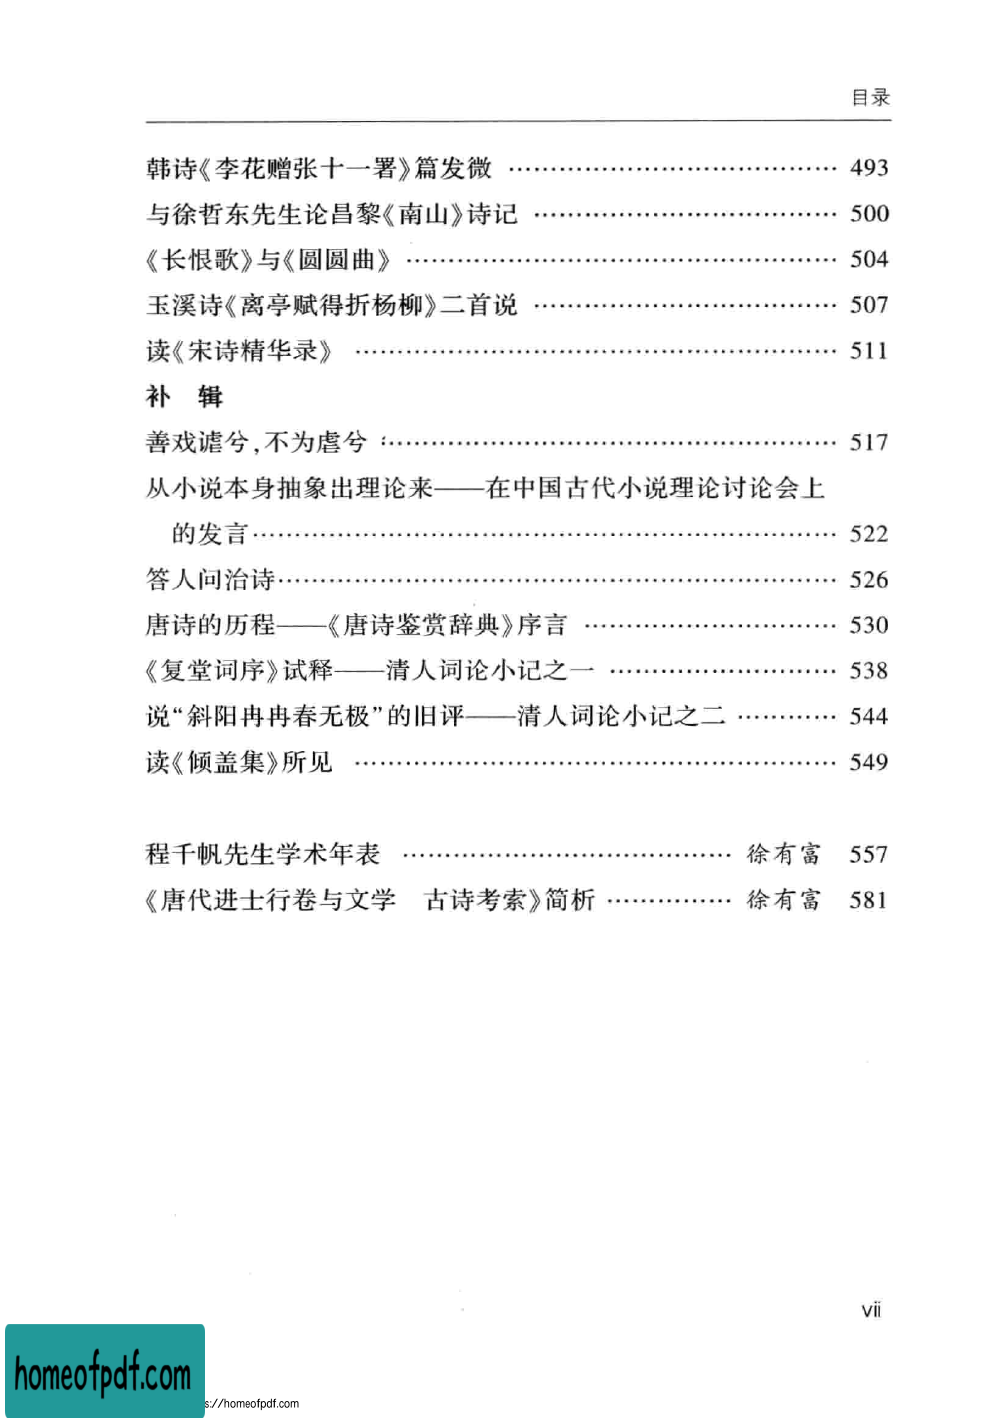 目录
韩诗《李花赠张十一署》篇发微 …………………………………… 493
与徐哲东先生论昌黎《南山》诗记 ………………………………… 500
《长恨歌》与《圆圆曲》 ……………………………………………… 504
玉溪诗《离亭赋得折杨柳》二首说 ………………………………… 507
读《宋诗精华录》 …………………………………………………… 511
补 辑
善戏谑兮,不为虐兮 ………………………………………………… 517
从小说本身抽象出理论来——在中国古代小说理论讨论会上
的发言……………………………………………………………… 522
答人问治诗…………………………………………………………… 526
唐诗的历程——《唐诗鉴赏辞典》序言 ………………………… 530
《复堂词序》试释——清人词论小记之一 ……………………… 538
说“斜阳冉冉春无极”的旧评——清人词论小记之二 ………… 544
读《倾盖集》所见 …………………………………………………… 549
程千帆先生学术年表 ………………………………… 徐有富 557
《唐代进士行卷与文学 古诗考索》简析 …………… 徐有富 581
vii
homeofpdf.com
s://homeofpdf.com